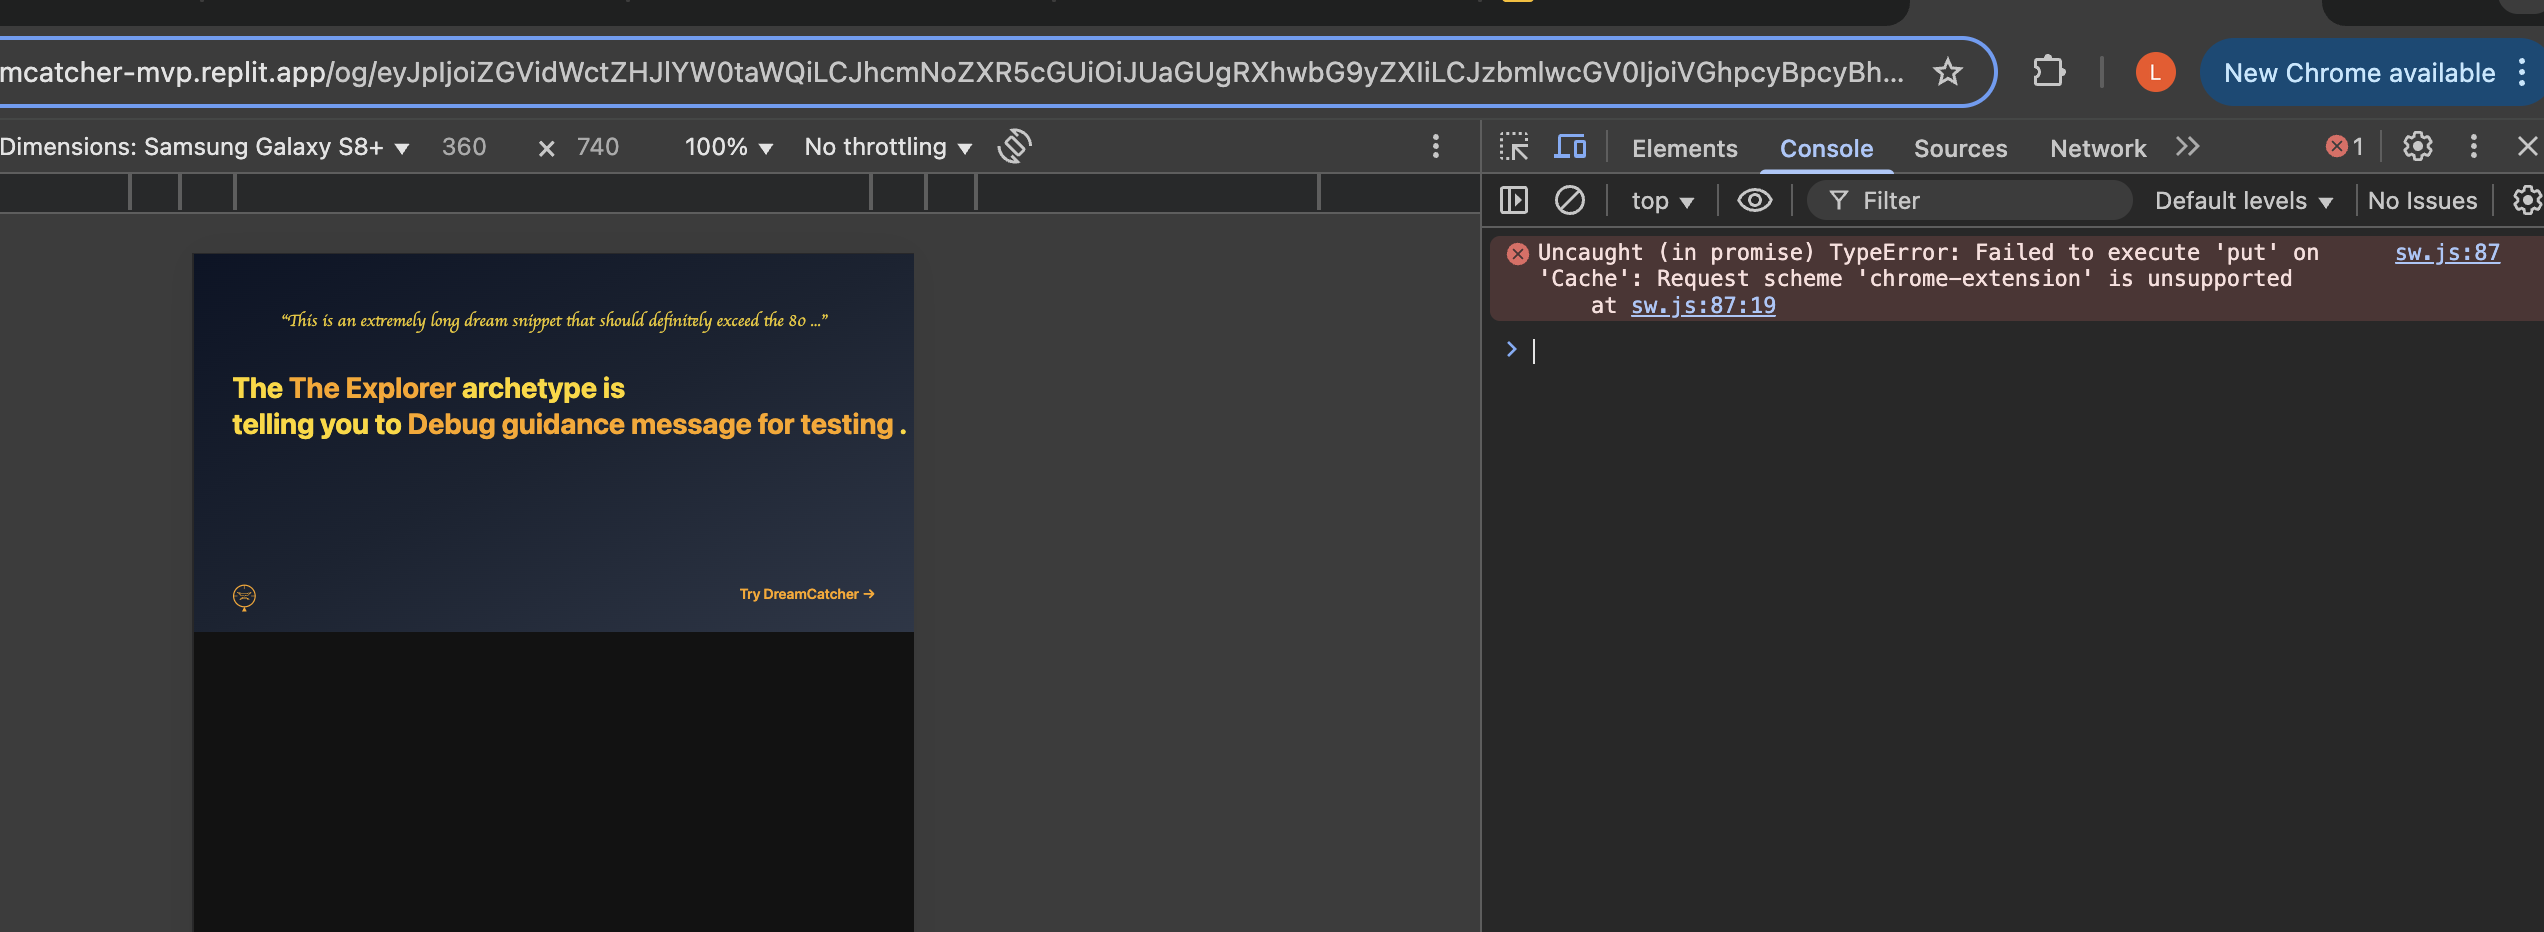 mcatcher-mvp.replit.app/og/eyJpIjoiZGVidWctZHJlYW0taWQiLCJhcmNoZXR5cGUiOiJUaGUgRXhwbG9yZXIiLCJzbmlwcGV0IjoiVGhpcyBpcyBh...
L
New Chrome available
Dimensions: Samsung Galaxy S8+ ▼ 360 × 740 100% ▼ No throttling ▼
Elements Console Sources Network 1
top ▼ Filter Default levels ▼ No Issues
Uncaught (in promise) TypeError: Failed to execute 'put' on sw.js:87
'Cache': Request scheme 'chrome-extension' is unsupported
at sw.js:87:19
“This is an extremely long dream snippet that should definitely exceed the 80 ...”
The The Explorer archetype is
telling you to Debug guidance message for testing .
Try DreamCatcher →